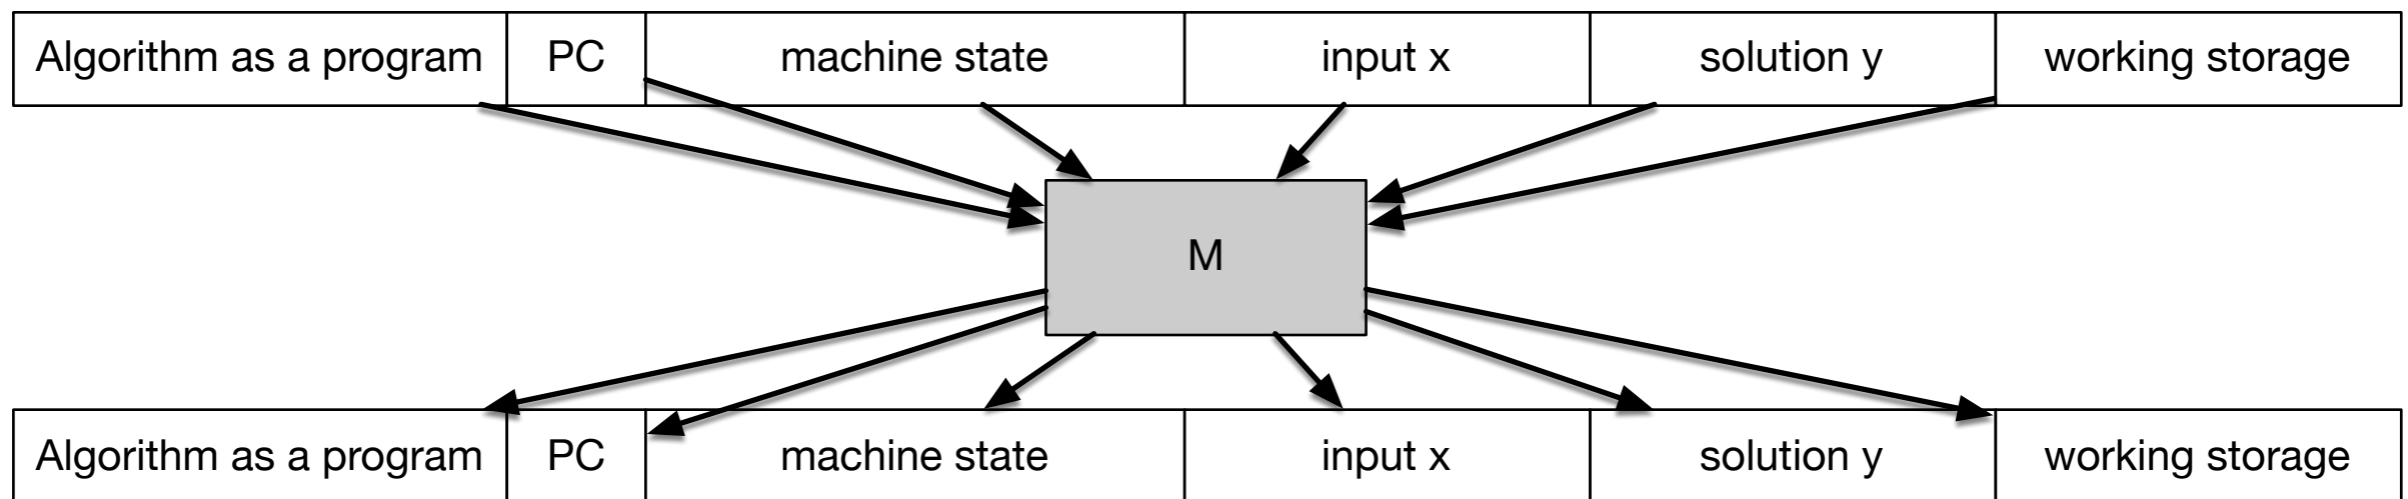 Algorithm as a program PC machine state input x solution y working storage
M
Algorithm as a program PC machine state input x solution y working storage